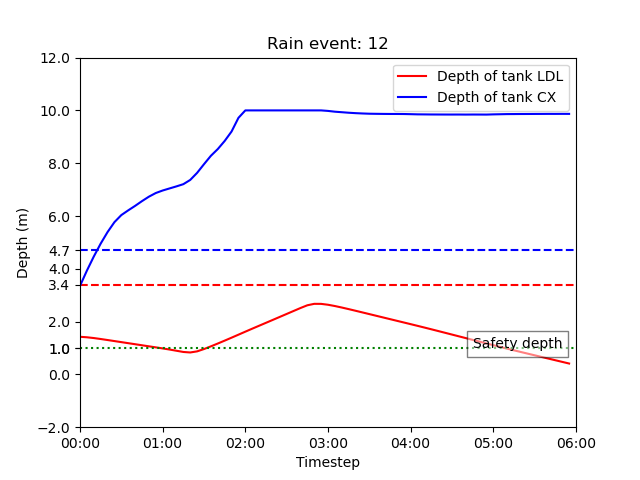 Rain event: 12
12.0
10.0
8.0
6.0
4.7
4.0
3.4
2.0
1.0
0.0
−2.0
Depth (m)
Depth of tank LDL
Depth of tank CX
Safety depth
00:00 01:00 02:00 03:00 04:00 05:00 06:00
Timestep